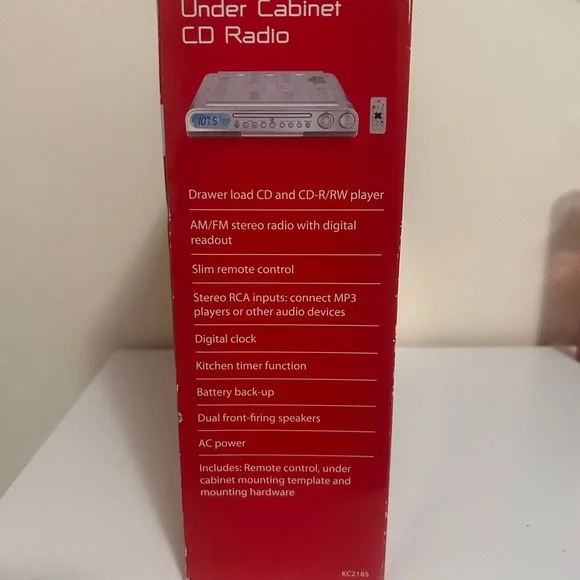 Under Cabinet
CD Radio
107.5
Drawer load CD and CD-R/RW player
AM/FM stereo radio with digital
readout
Slim remote control
Stereo RCA inputs: connect MP3
players or other audio devices
Digital clock
Kitchen timer function
Battery back-up
Dual front-firing speakers
AC power
Includes: Remote control, under
cabinet mounting template and
mounting hardware
KC2185